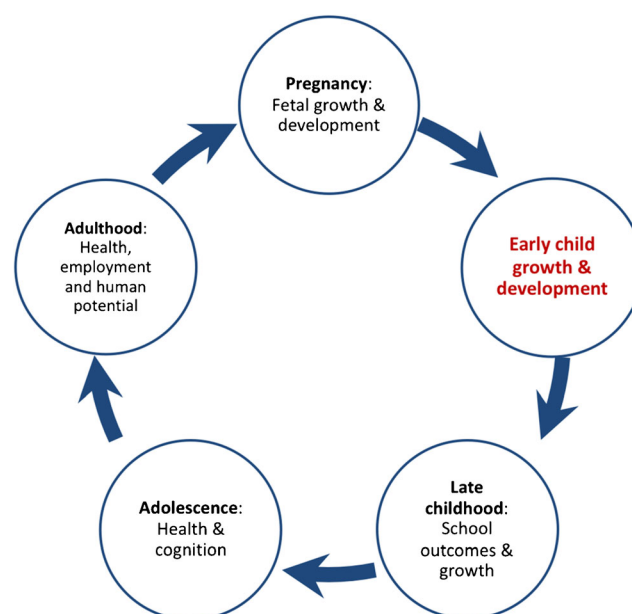 Pregnancy:
Fetal growth &
development
Early child
growth &
development
Late
childhood:
School
outcomes &
growth
Adolescence:
Health &
cognition
Adulthood:
Health,
employment
and human
potential